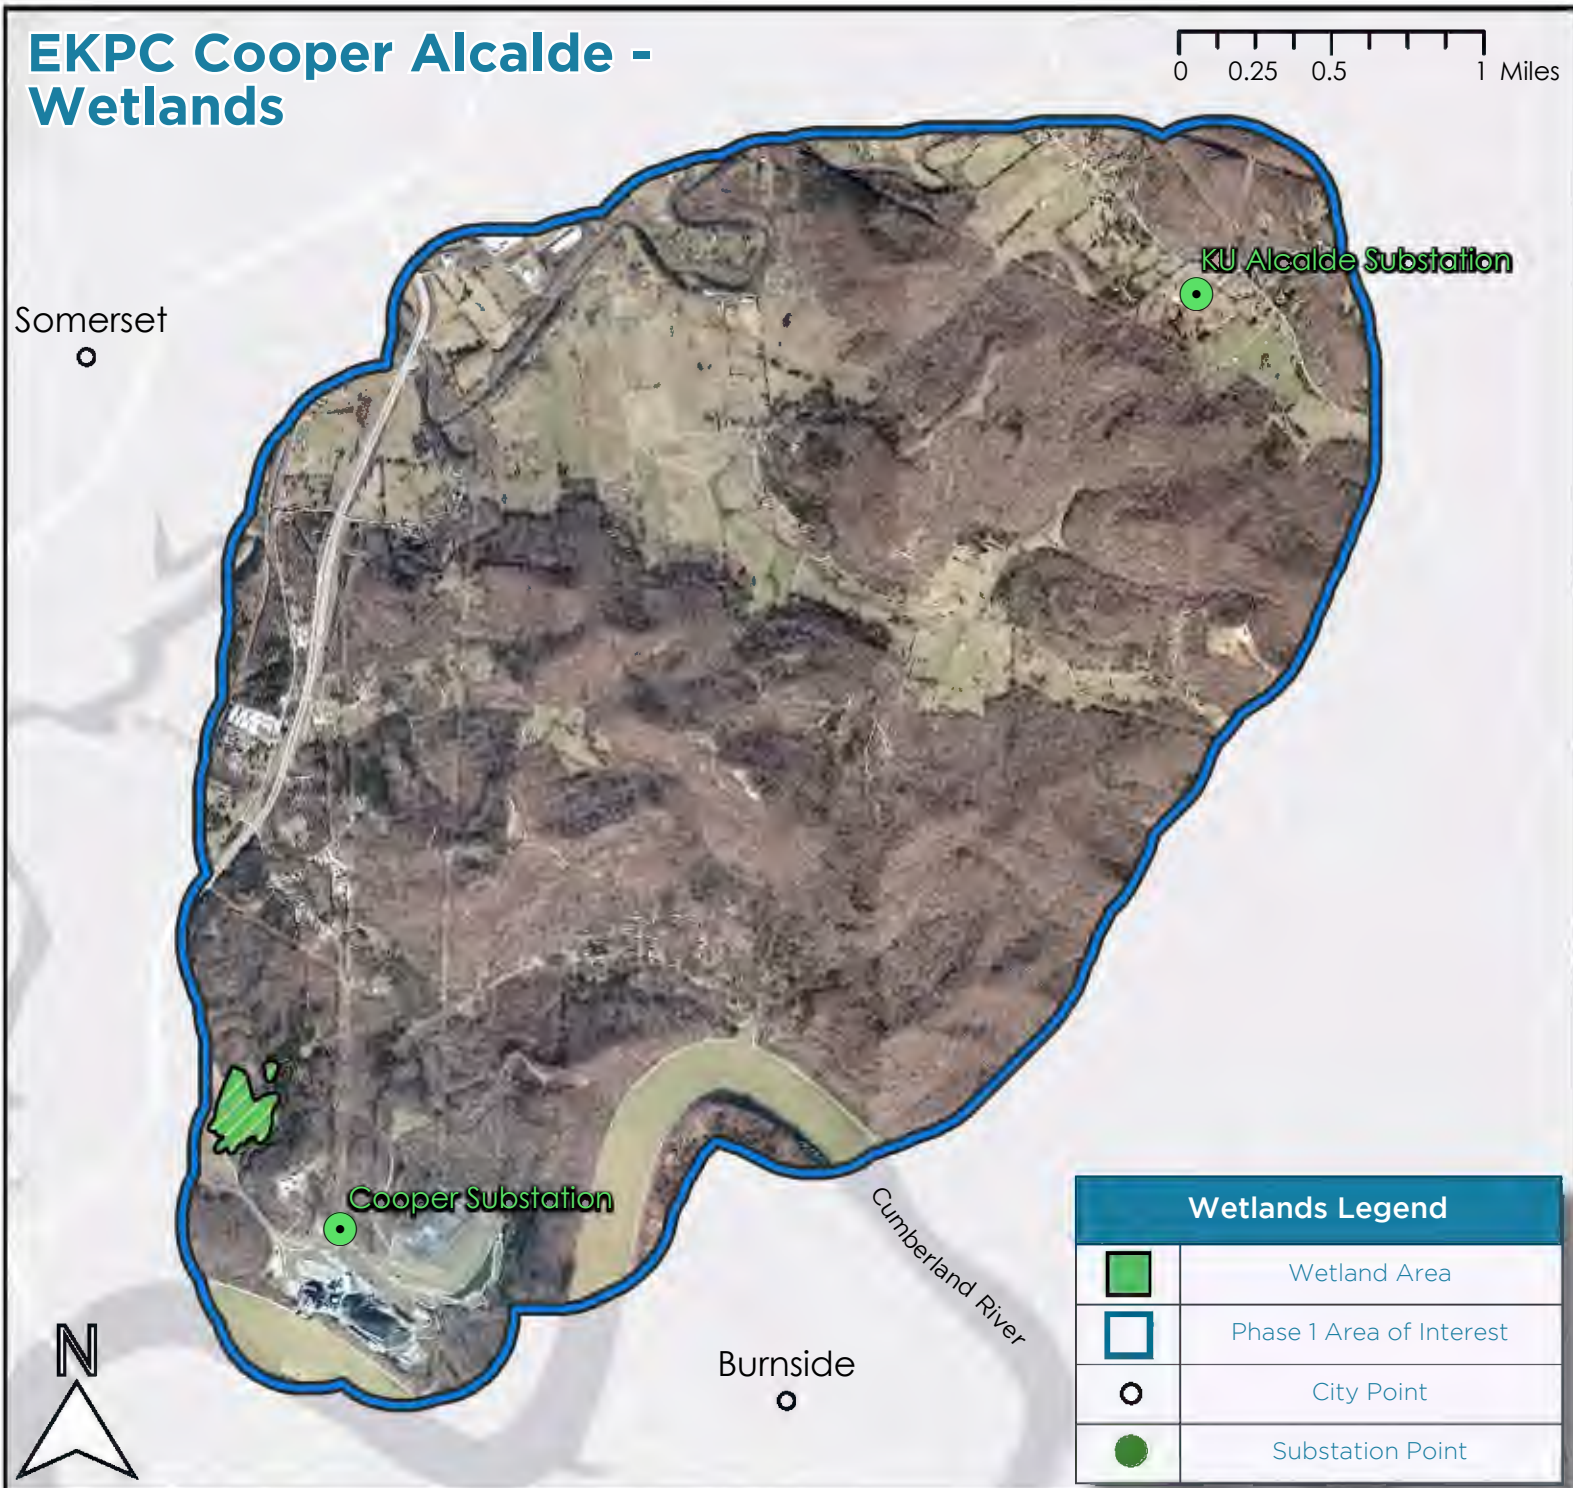 EKPC Cooper Alcalde -
Wetlands
0 0.25 0.5 1 Miles
KU Alcalde Substation
Somerset
Cooper Substation
Cumberland River
Burnside
N
Wetlands Legend
Wetland Area
Phase 1 Area of Interest
City Point
Substation Point